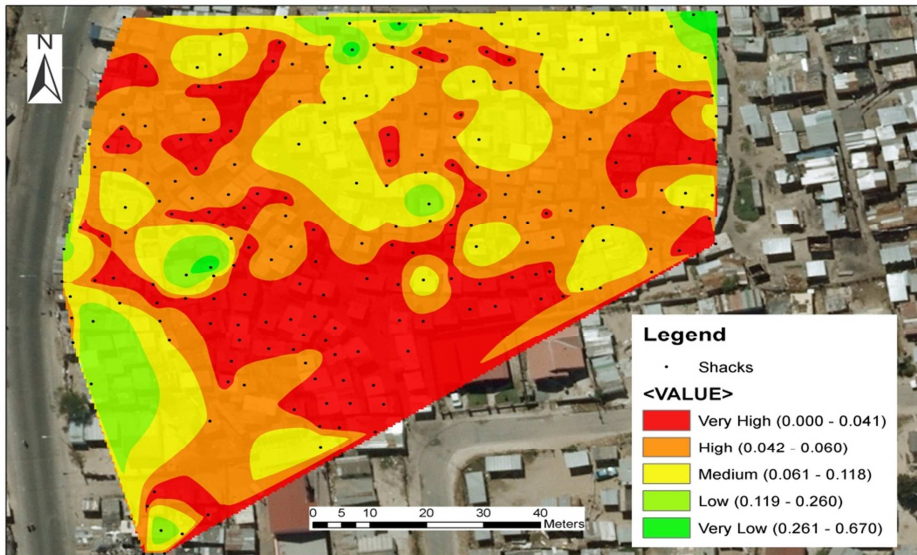 N
Legend
Shacks
<VALUE>
Very High (0.000 - 0.041)
High (0.042 - 0.060)
Medium (0.061 - 0.118)
Low (0.119 - 0.260)
Very Low (0.261 - 0.670)
0 5 10 20 30 40
Meters